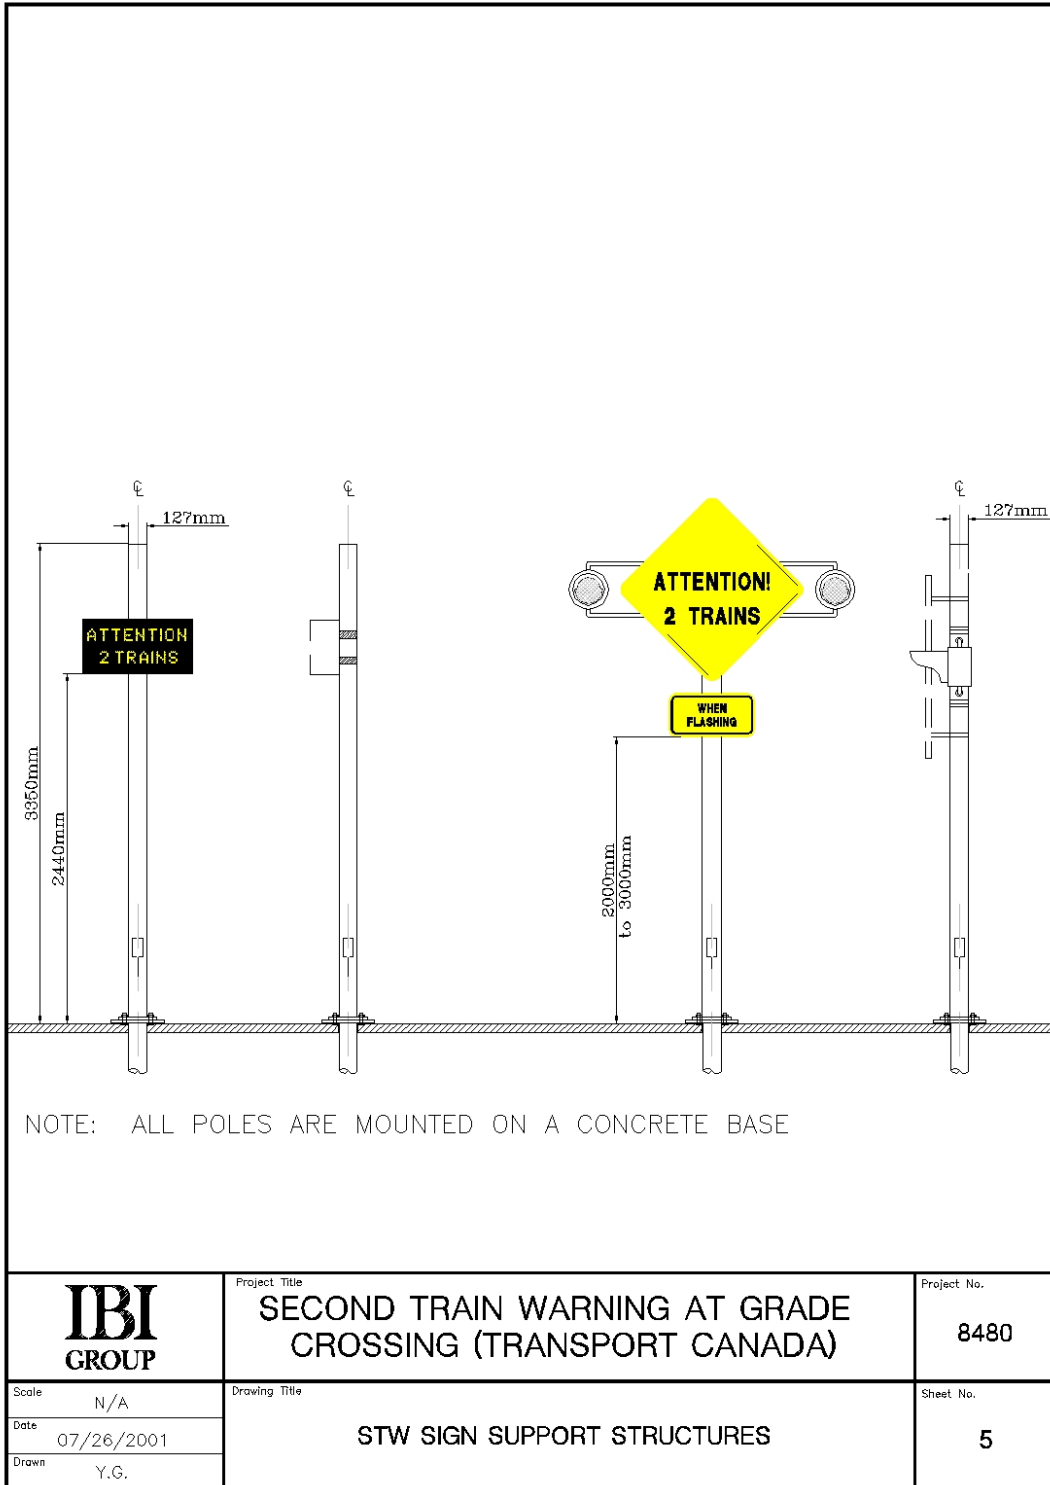 ℄
℄
℄
127mm
127mm
ATTENTION
2 TRAINS
ATTENTION!
2 TRAINS
WHEN
FLASHING
3350mm
2440mm
2000mm
to 3000mm
NOTE: ALL POLES ARE MOUNTED ON A CONCRETE BASE
IBI
GROUP
Project Title
SECOND TRAIN WARNING AT GRADE
CROSSING (TRANSPORT CANADA)
Project No.
8480
Scale
N/A
Date
07/26/2001
Drawn
Y.G.
Drawing Title
STW SIGN SUPPORT STRUCTURES
Sheet No.
5